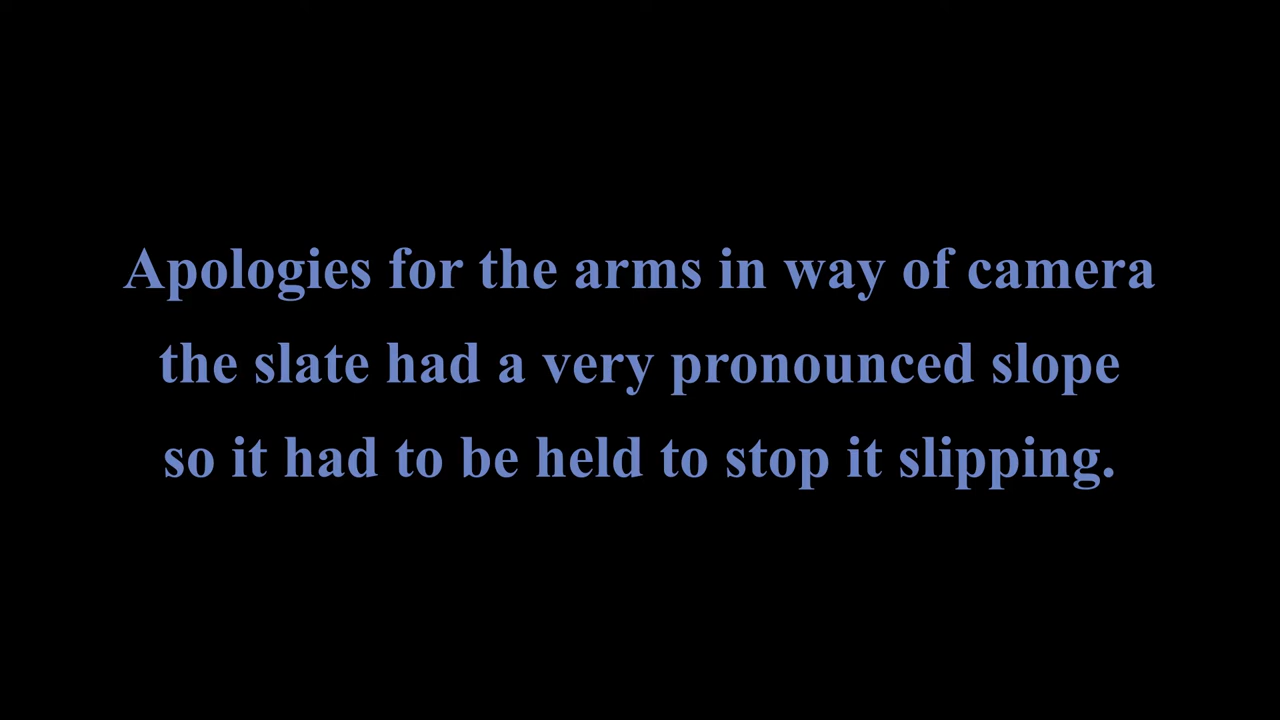 Apologies for the arms in way of camera
the slate had a very pronounced slope
so it had to be held to stop it slipping.